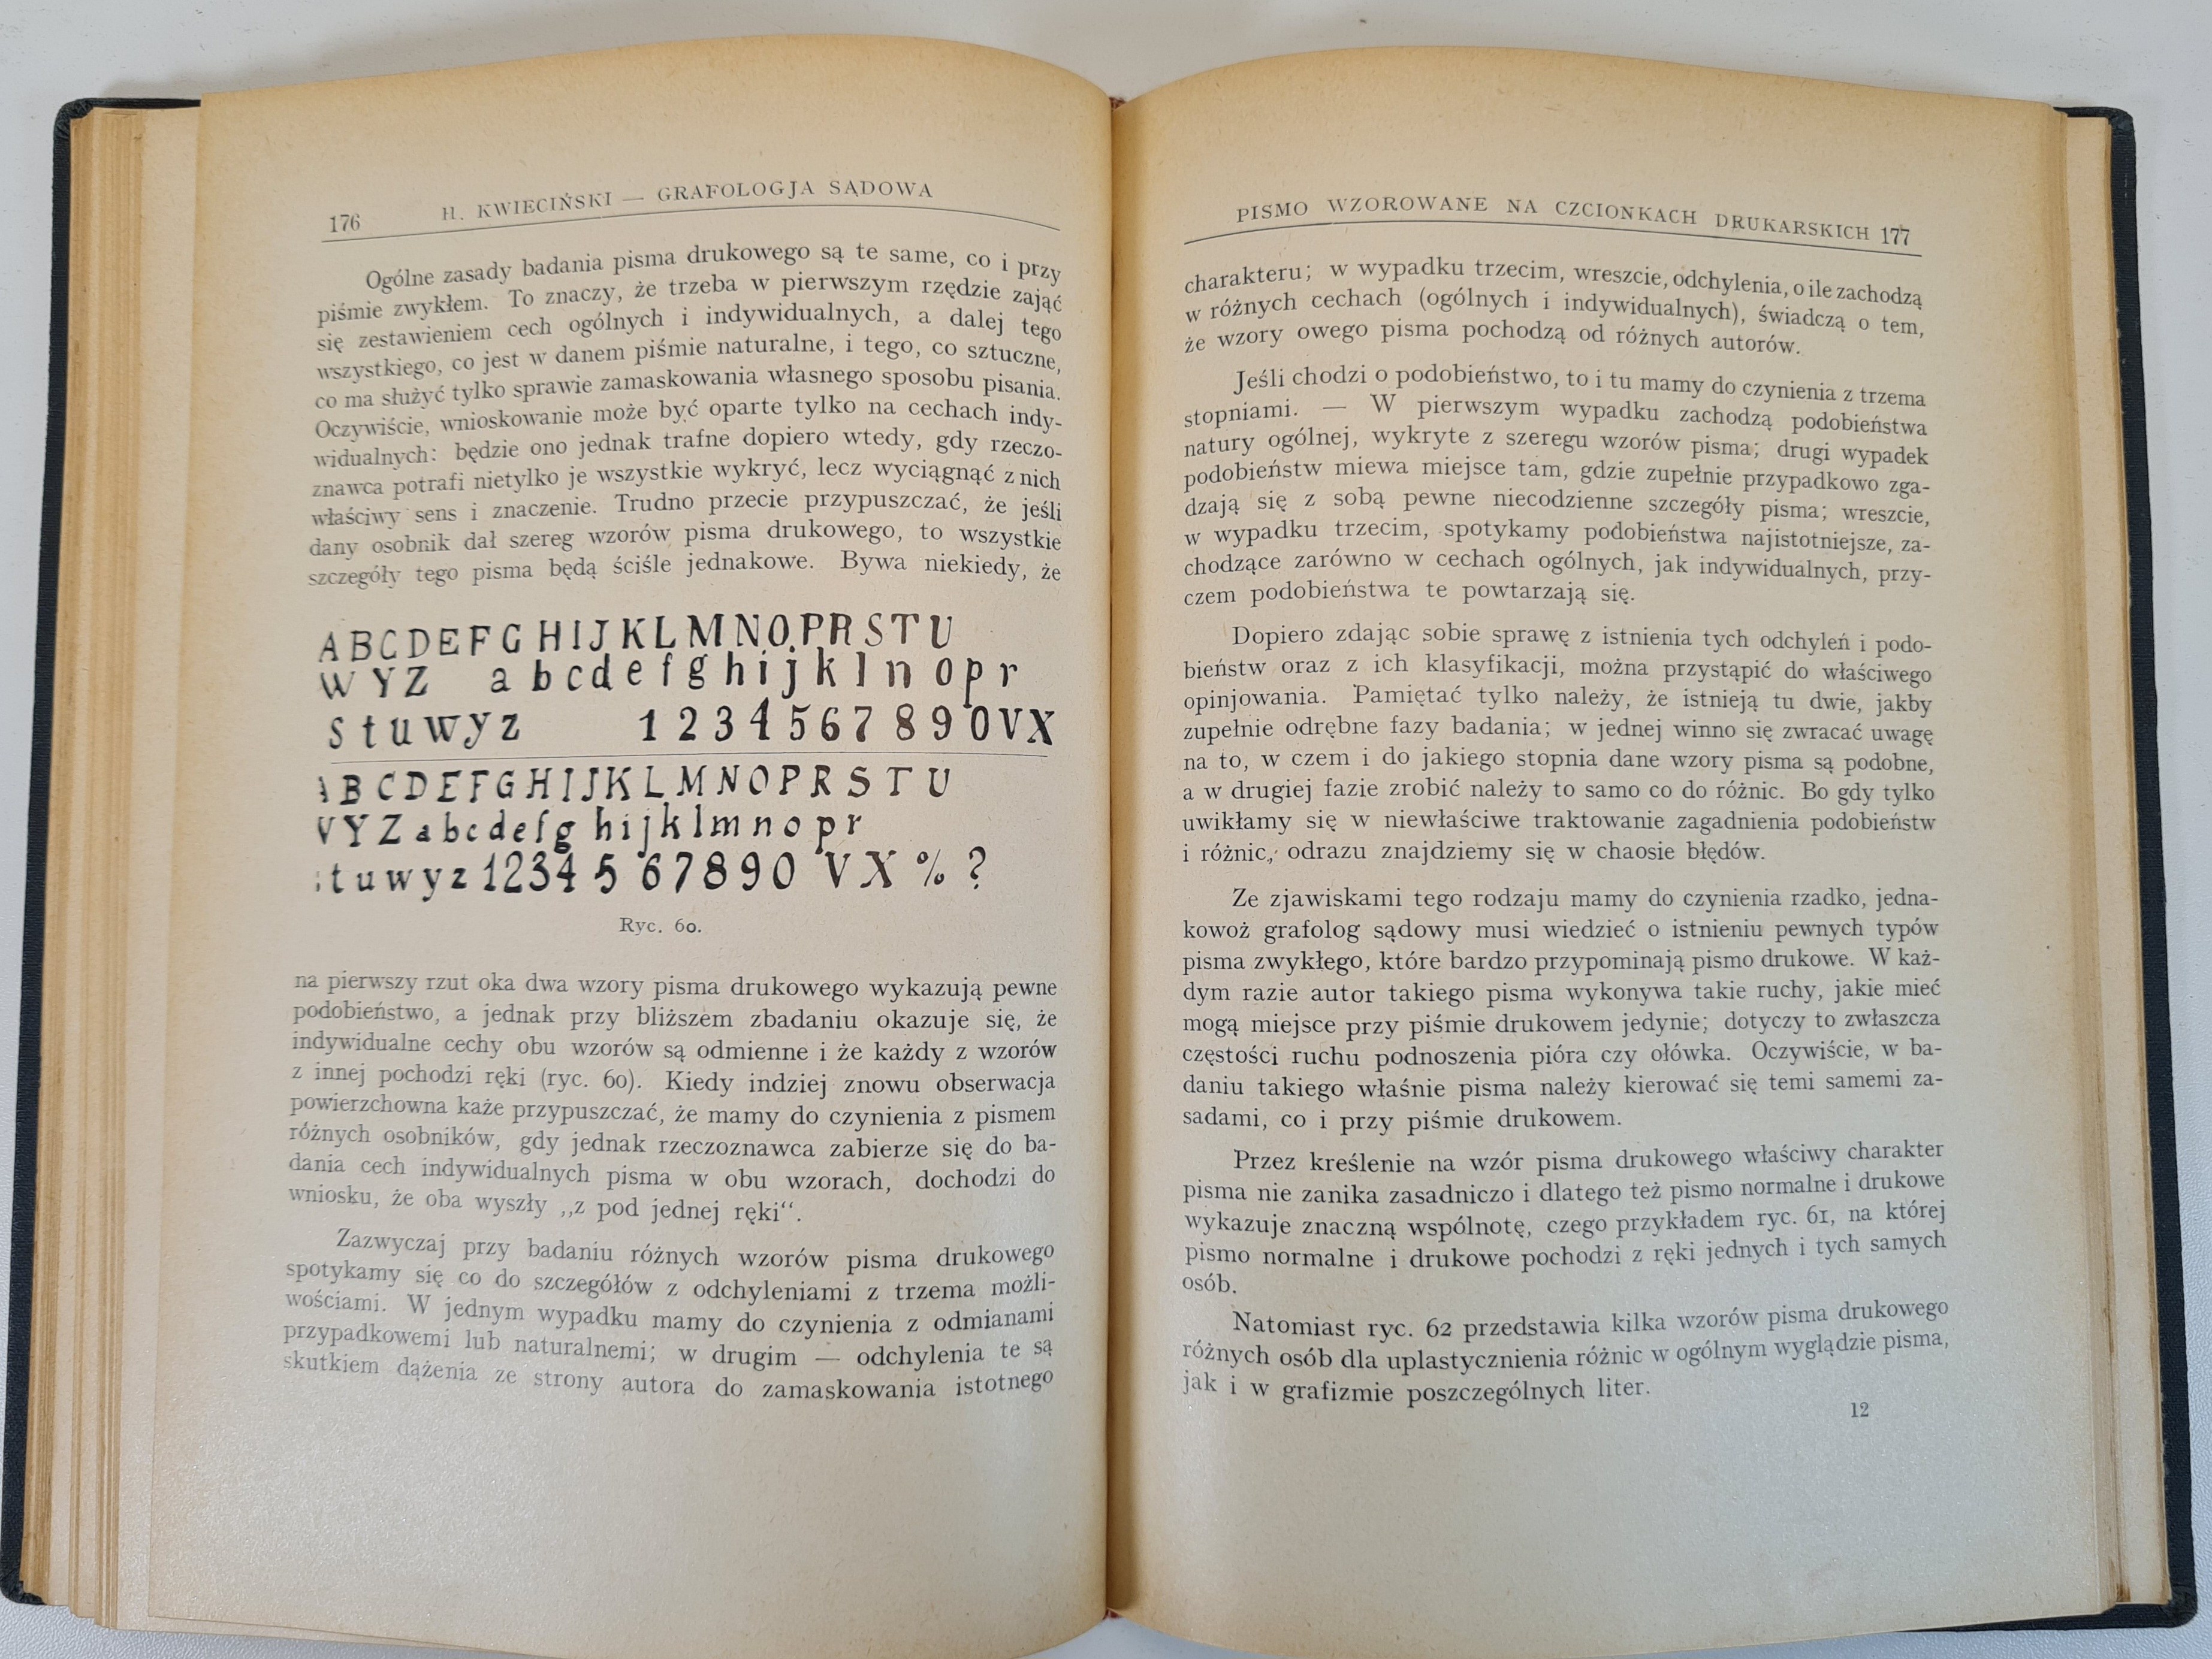 176 H. KWIECIŃSKI — GRAFOLOGJA SĄDOWA
Ogólne zasady badania pisma drukowego są te same, co i przy
piśmie zwykłem. To znaczy, że trzeba w pierwszym rzędzie zająć
się zestawieniem cech ogólnych i indywidualnych, a dalej tego
wszystkiego, co jest w danem piśmie naturalne, i tego, co sztuczne,
co ma służyć tylko sprawie zamaskowania własnego sposobu pisania.
Oczywiście, wnioskowanie może być oparte tylko na cechach indy-
widualnych: będzie ono jednak trafne dopiero wtedy, gdy rzeczo-
znawca potrafi nietylko je wszystkie wykryć, lecz wyciągnąć z nich
właściwy sens i znaczenie. Trudno przecie przypuszczać, że jeśli
dany osobnik dał szereg wzorów pisma drukowego, to wszystkie
szczegóły tego pisma będą ściśle jednakowe. Bywa niekiedy, że
A B C D E F G H I J K L M N O P R S T U
W Y Z a b c d e f g h i j k l n o p r
s t u w y z 1 2 3 4 5 6 7 8 9 0 V X
A B C D E F G H I J K L M N O P R S T U
V Y Z a b c d e f g h i j k l m n o p r
s t u w y z 1 2 3 4 5 6 7 8 9 0 V X % ?
Ryc. 60.
na pierwszy rzut oka dwa wzory pisma drukowego wykazują pewne
podobieństwo, a jednak przy bliższem zbadaniu okazuje się, że
indywidualne cechy obu wzorów są odmienne i że każdy z wzorów
z innej pochodzi ręki (ryc. 60). Kiedy indziej znowu obserwacja
powierzchowna każe przypuszczać, że mamy do czynienia z pismem
różnych osobników, gdy jednak rzeczoznawca zabierze się do ba-
dania cech indywidualnych pisma w obu wzorach, dochodzi do
wniosku, że oba wyszły „z pod jednej ręki“.
Zazwyczaj przy badaniu różnych wzorów pisma drukowego
spotykamy się co do szczegółów z odchyleniami z trzema możli-
wościami. W jednym wypadku mamy do czynienia z odmianami
przypadkowemi lub naturalnemi; w drugim — odchylenia te są
skutkiem dążenia ze strony autora do zamaskowania istotnego
PISMO WZOROWANE NA CZCIONKACH DRUKARSKICH 177
charakteru; w wypadku trzecim, wreszcie, odchylenia, o ile zachodzą
w różnych cechach (ogólnych i indywidualnych), świadczą o tem,
że wzory owego pisma pochodzą od różnych autorów.
Jeśli chodzi o podobieństwo, to i tu mamy do czynienia z trzema
stopniami. — W pierwszym wypadku zachodzą podobieństwa
natury ogólnej, wykryte z szeregu wzorów pisma; drugi wypadek
podobieństw miewa miejsce tam, gdzie zupełnie przypadkowo zga-
dzają się z sobą pewne niecodzienne szczegóły pisma; wreszcie,
w wypadku trzecim, spotykamy podobieństwa najistotniejsze, za-
chodzące zarówno w cechach ogólnych, jak indywidualnych, przy-
czem podobieństwa te powtarzają się.
Dopiero zdając sobie sprawę z istnienia tych odchyleń i podo-
bieństw oraz z ich klasyfikacji, można przystąpić do właściwego
opinjowania. Pamiętać tylko należy, że istnieją tu dwie, jakby
zupełnie odrębne fazy badania; w jednej winno się zwracać uwagę
na to, w czem i do jakiego stopnia dane wzory pisma są podobne,
a w drugiej fazie zrobić należy to samo co do różnic. Bo gdy tylko
uwikłamy się w niewłaściwe traktowanie zagadnienia podobieństw
i różnic, odrazu znajdziemy się w chaosie błędów.
Ze zjawiskami tego rodzaju mamy do czynienia rzadko, jedna-
kowoż grafolog sądowy musi wiedzieć o istnieniu pewnych typów
pisma zwykłego, które bardzo przypominają pismo drukowe. W każ-
dym razie autor takiego pisma wykonywa takie ruchy, jakie mieć
mogą miejsce przy piśmie drukowem jedynie; dotyczy to zwłaszcza
częstości ruchu podnoszenia pióra czy ołówka. Oczywiście, w ba-
daniu takiego właśnie pisma należy kierować się temi samemi za-
sadami, co i przy piśmie drukowem.
Przez kreślenie na wzór pisma drukowego właściwy charakter
pisma nie zanika zasadniczo i dlatego też pismo normalne i drukowe
wykazuje znaczną wspólnotę, czego przykładem ryc. 61, na której
pismo normalne i drukowe pochodzi z ręki jednych i tych samych
osób.
Natomiast ryc. 62 przedstawia kilka wzorów pisma drukowego
różnych osób dla uplastycznienia różnic w ogólnym wyglądzie pisma,
jak i w grafizmie poszczególnych liter.
12